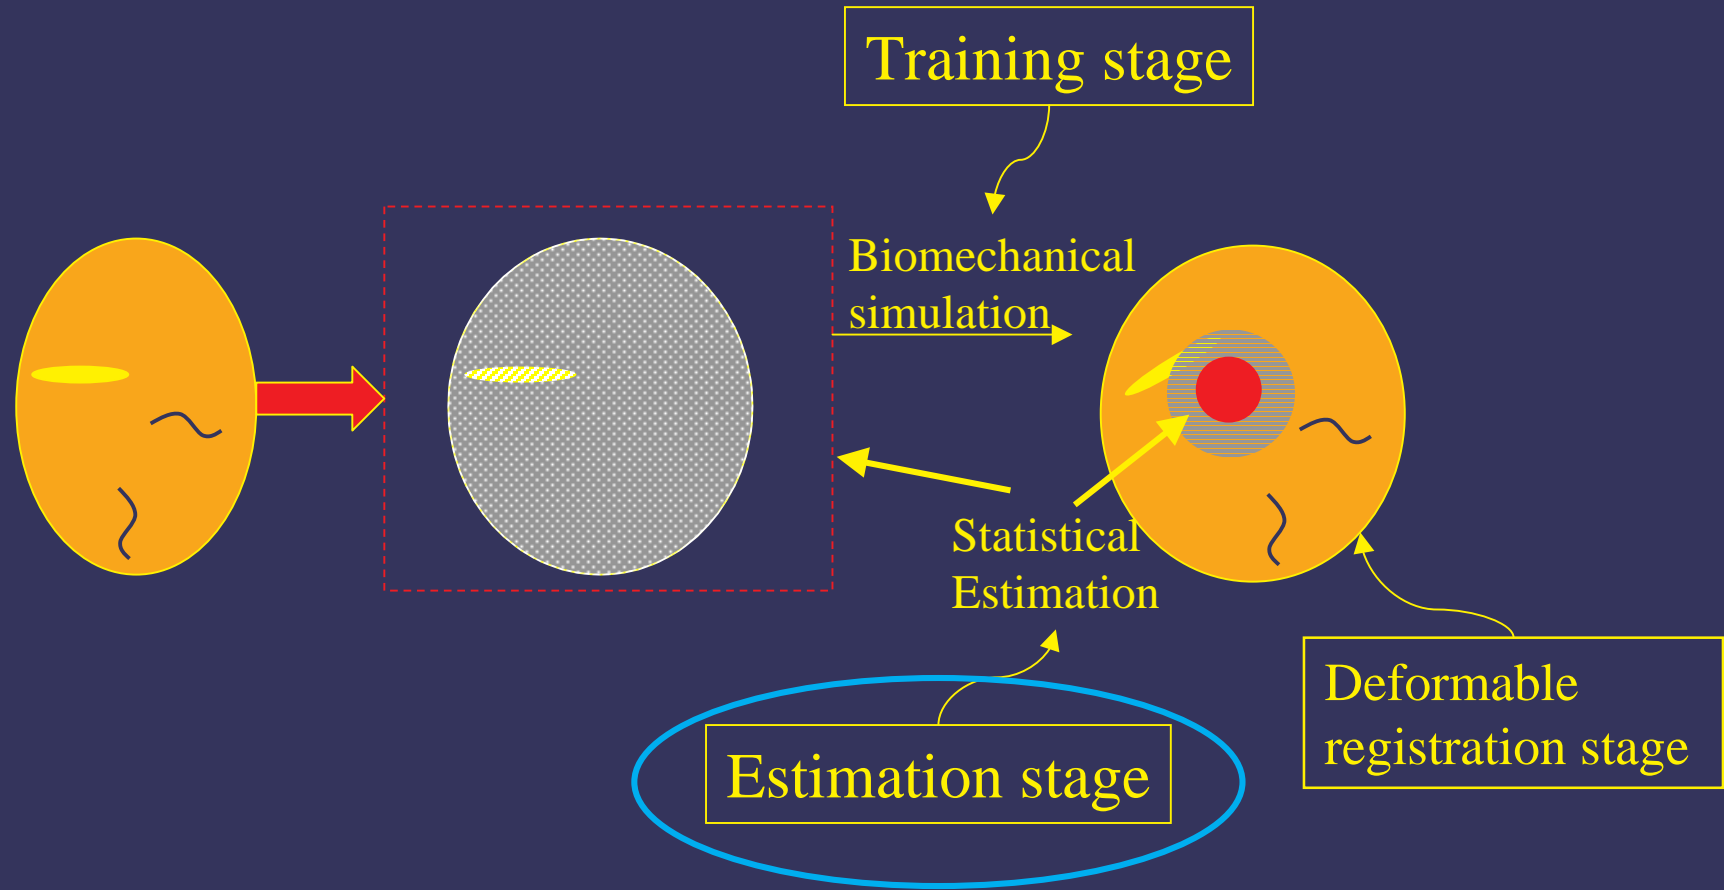 Training stage
Biomechanical
simulation
Statistical
Estimation
Deformable
registration stage
Estimation stage